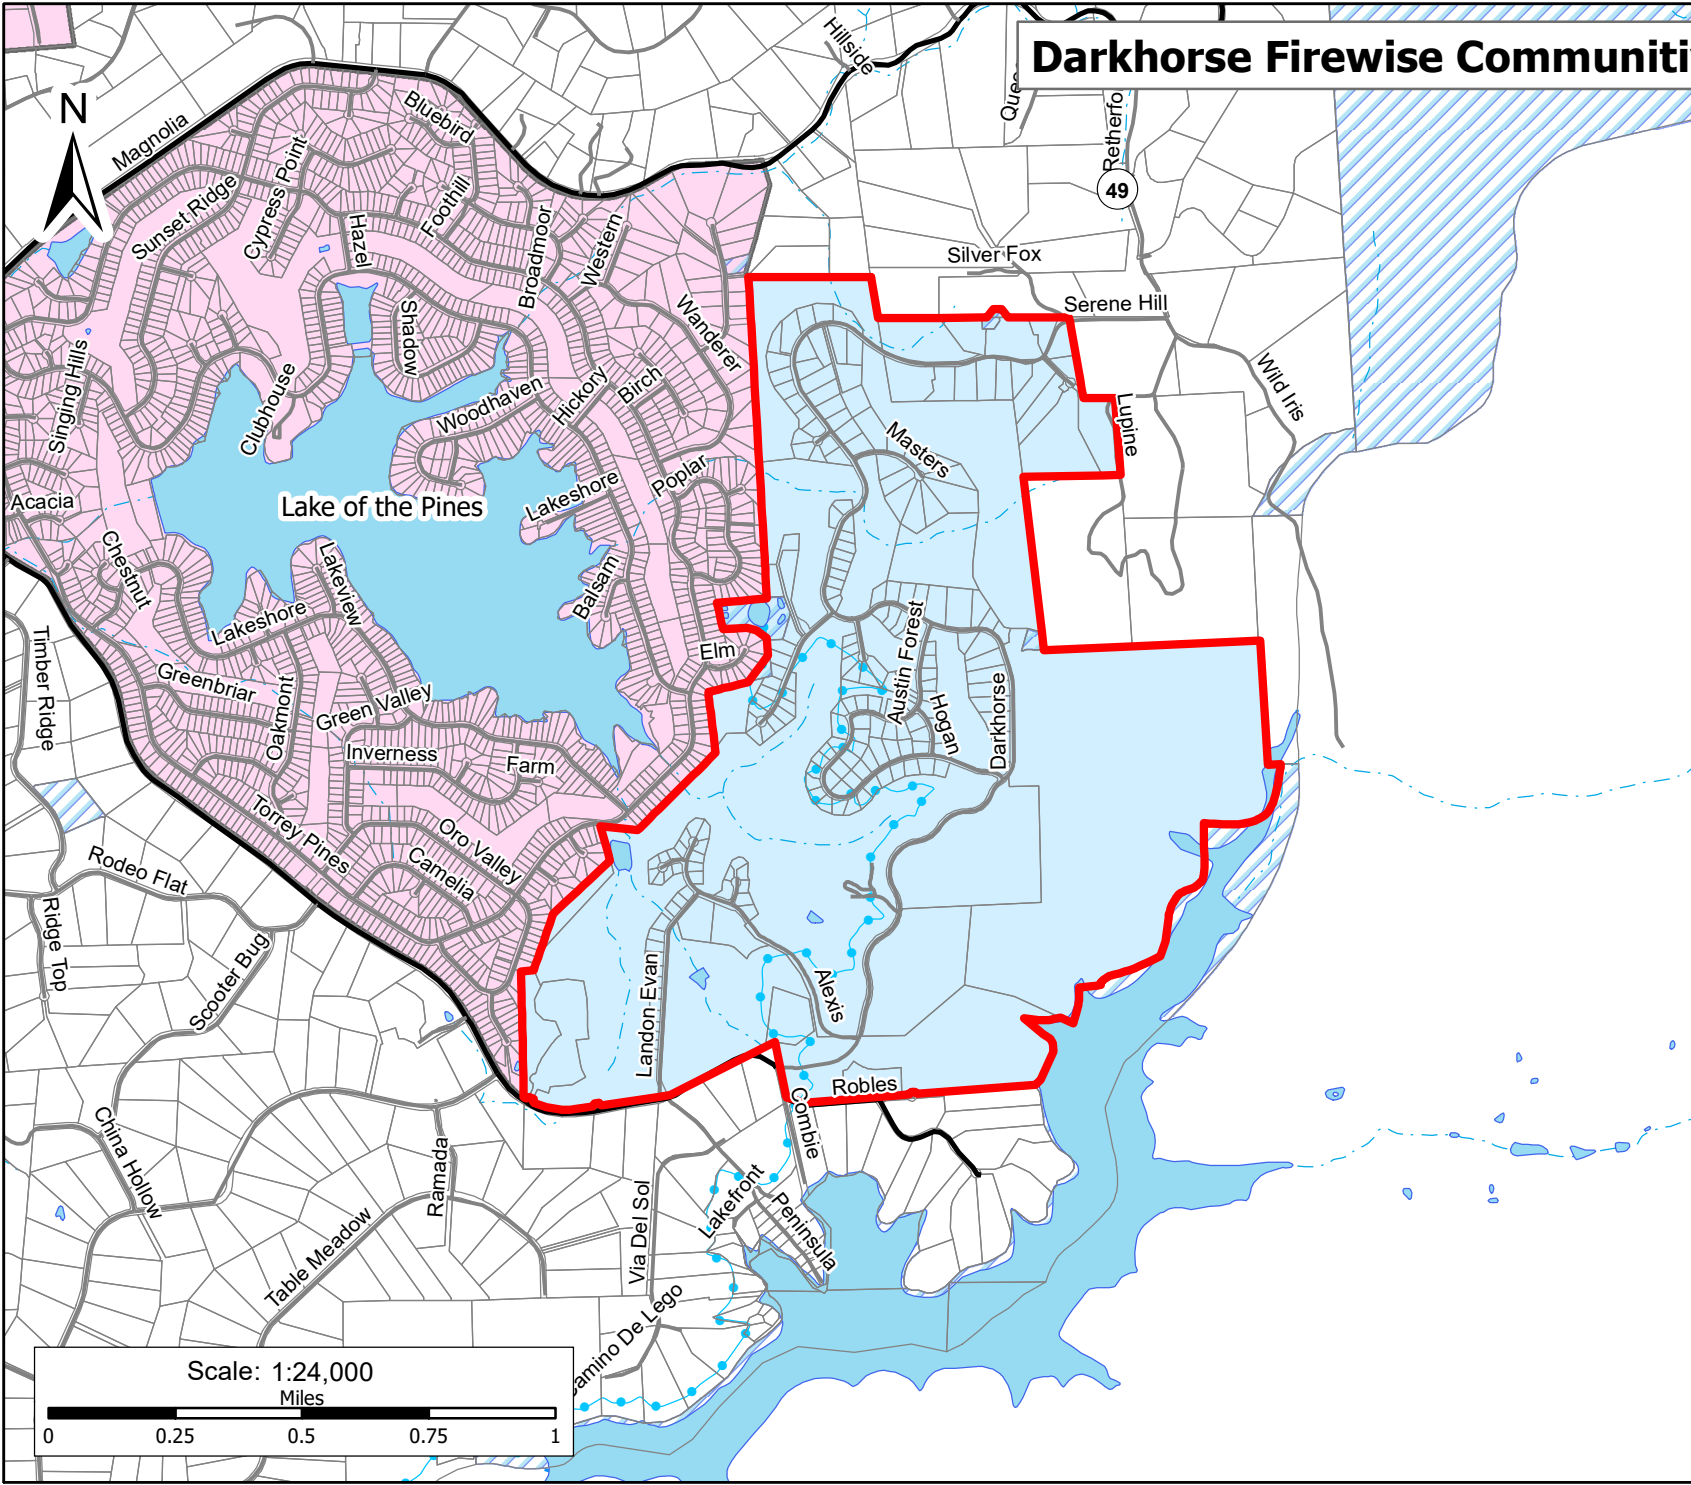 Darkhorse Firewise Communiti
N
Hillside
Magnolia
Bluebird
Retherfo
49
Sunset Ridge
Cypress Point
Hazel
Foothill
Broadmoor
Western
Silver Fox
Serene Hill
Shadow
Wanderer
Singing Hills
Clubhouse
Woodhaven
Hickory
Birch
Wild Iris
Lupine
Masters
Acacia
Lake of the Pines
Lakeshore
Poplar
Chestnut
Lakeview
Balsam
Lakeshore
Elm
Timber Ridge
Greenbriar
Oakmont
Green Valley
Inverness
Farm
Austin Forest
Hogan
Darkhorse
Torrey Pines
Oro Valley
Camelia
Rodeo Flat
Ridge Top
Scooter Bug
Landon Evan
Alexis
Robles
Combie
China Hollow
Ramada
Table Meadow
Via Del Sol
Lakefront
Peninsula
amino De Lego
Scale: 1:24,000
Miles
0 0.25 0.5 0.75 1